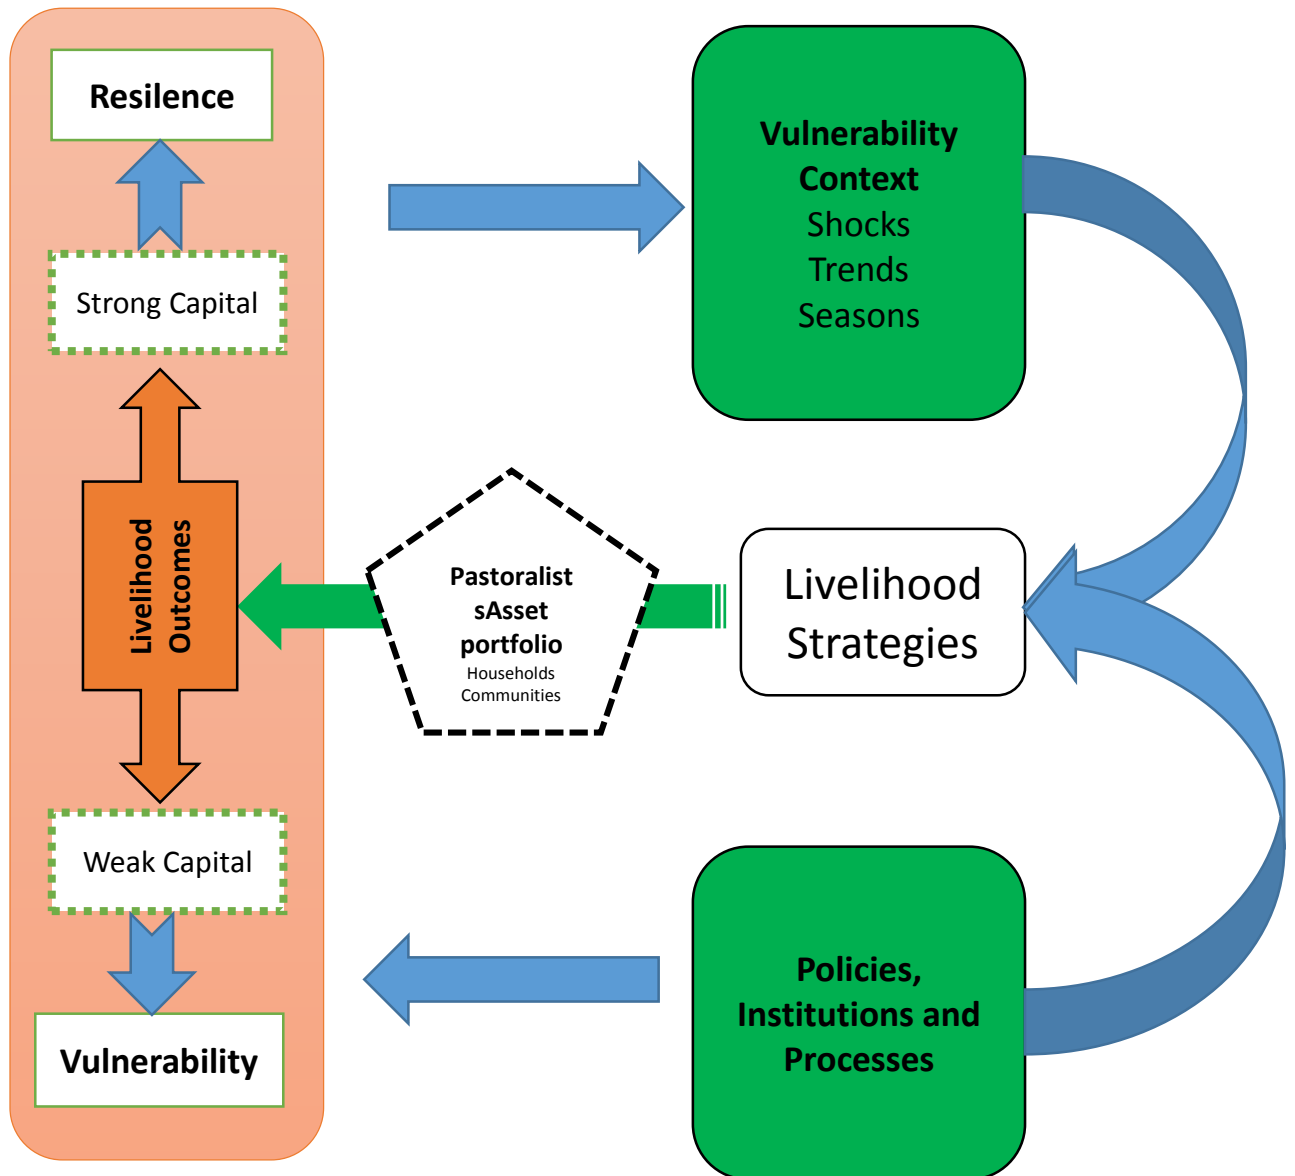 Resilence
Strong Capital
Livelihood
Outcomes
Weak Capital
Vulnerability
Pastoralist
sAsset
portfolio
Households
Communities
Vulnerability
Context
Shocks
Trends
Seasons
Livelihood
Strategies
Policies,
Institutions and
Processes